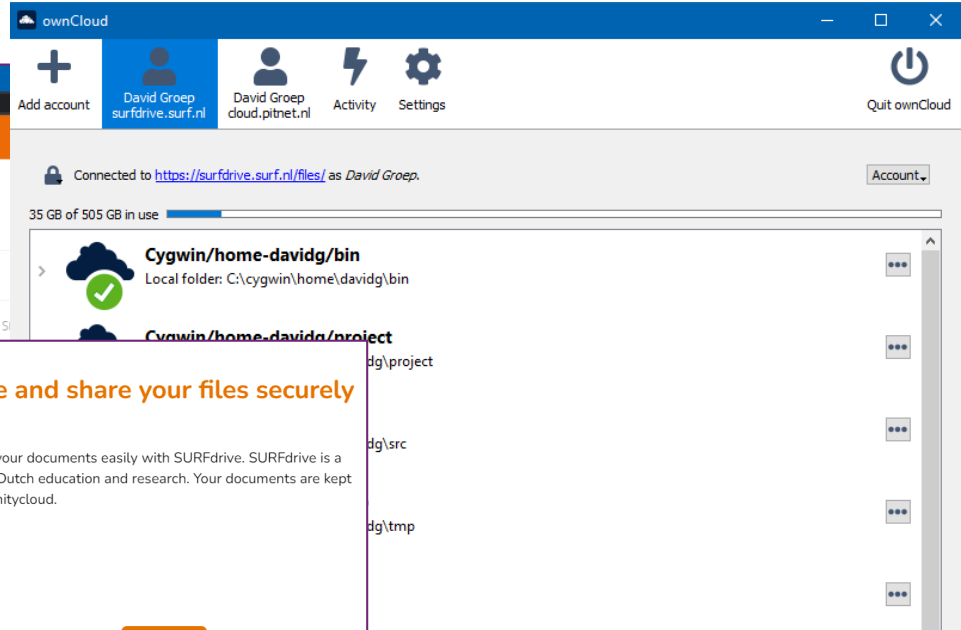 ownCloud
Add account
David Groep
surfdrive.surf.nl
David Groep
cloud.pitnet.nl
Activity
Settings
Quit ownCloud
Connected to https://surfdrive.surf.nl/files/ as David Groep.
Account
35 GB of 505 GB in use
Cygwin/home-davidg/bin
Local folder: C:\cygwin\home\davidg\bin
Cygwin/home-davidg/project
dg\project
and share your files securely
dg\src
your documents easily with SURFdrive. SURFdrive is a
Dutch education and research. Your documents are kept
nitycloud.
dg\tmp